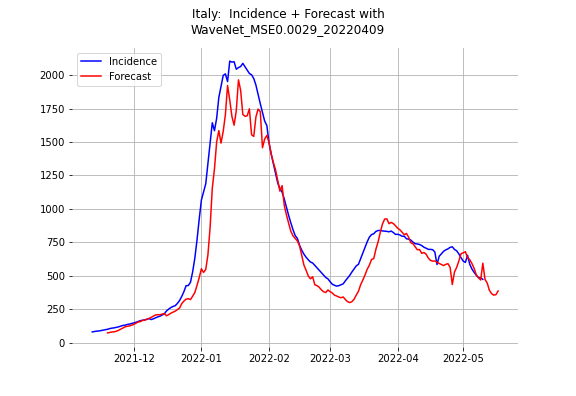 Italy:  Incidence + Forecast with
WaveNet_MSE0.0029_20220409
Incidence
Forecast
2000
1750
1500
1250
1000
750
500
250
0
2021-12 2022-01 2022-02 2022-03 2022-04 2022-05